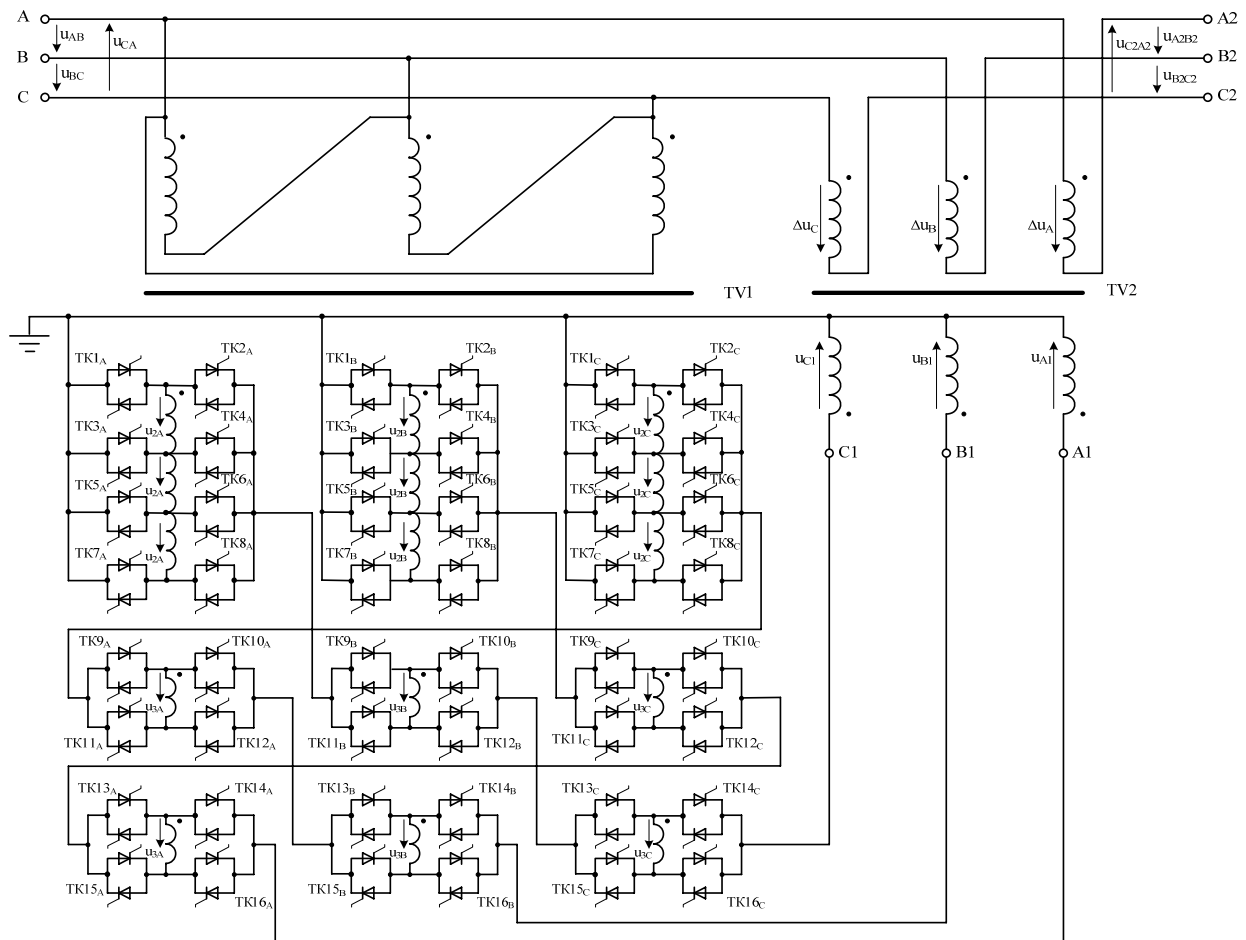 A
u_AB
u_CA
B
u_BC
C
A2
u_C2A2
u_A2B2
B2
u_B2C2
C2
Δu_C
Δu_B
Δu_A
TV1
TV2
TK1_A
TK2_A
TK1_B
TK2_B
TK1_C
TK2_C
u_C1
u_B1
u_A1
TK3_A
u_2A
TK4_A
TK3_B
u_2B
TK4_B
TK3_C
u_2C
TK4_C
C1
B1
A1
TK5_A
u_2A
TK6_A
TK5_B
u_2B
TK6_B
TK5_C
u_2C
TK6_C
TK7_A
u_2A
TK8_A
TK7_B
u_2B
TK8_B
TK7_C
u_2C
TK8_C
TK9_A
TK10_A
TK9_B
TK10_B
TK9_C
TK10_C
u_3A
u_3B
u_3C
TK11_A
TK12_A
TK11_B
TK12_B
TK11_C
TK12_C
TK13_A
TK14_A
TK13_B
TK14_B
TK13_C
TK14_C
u_3A
u_3B
u_3C
TK15_A
TK16_A
TK15_B
TK16_B
TK15_C
TK16_C